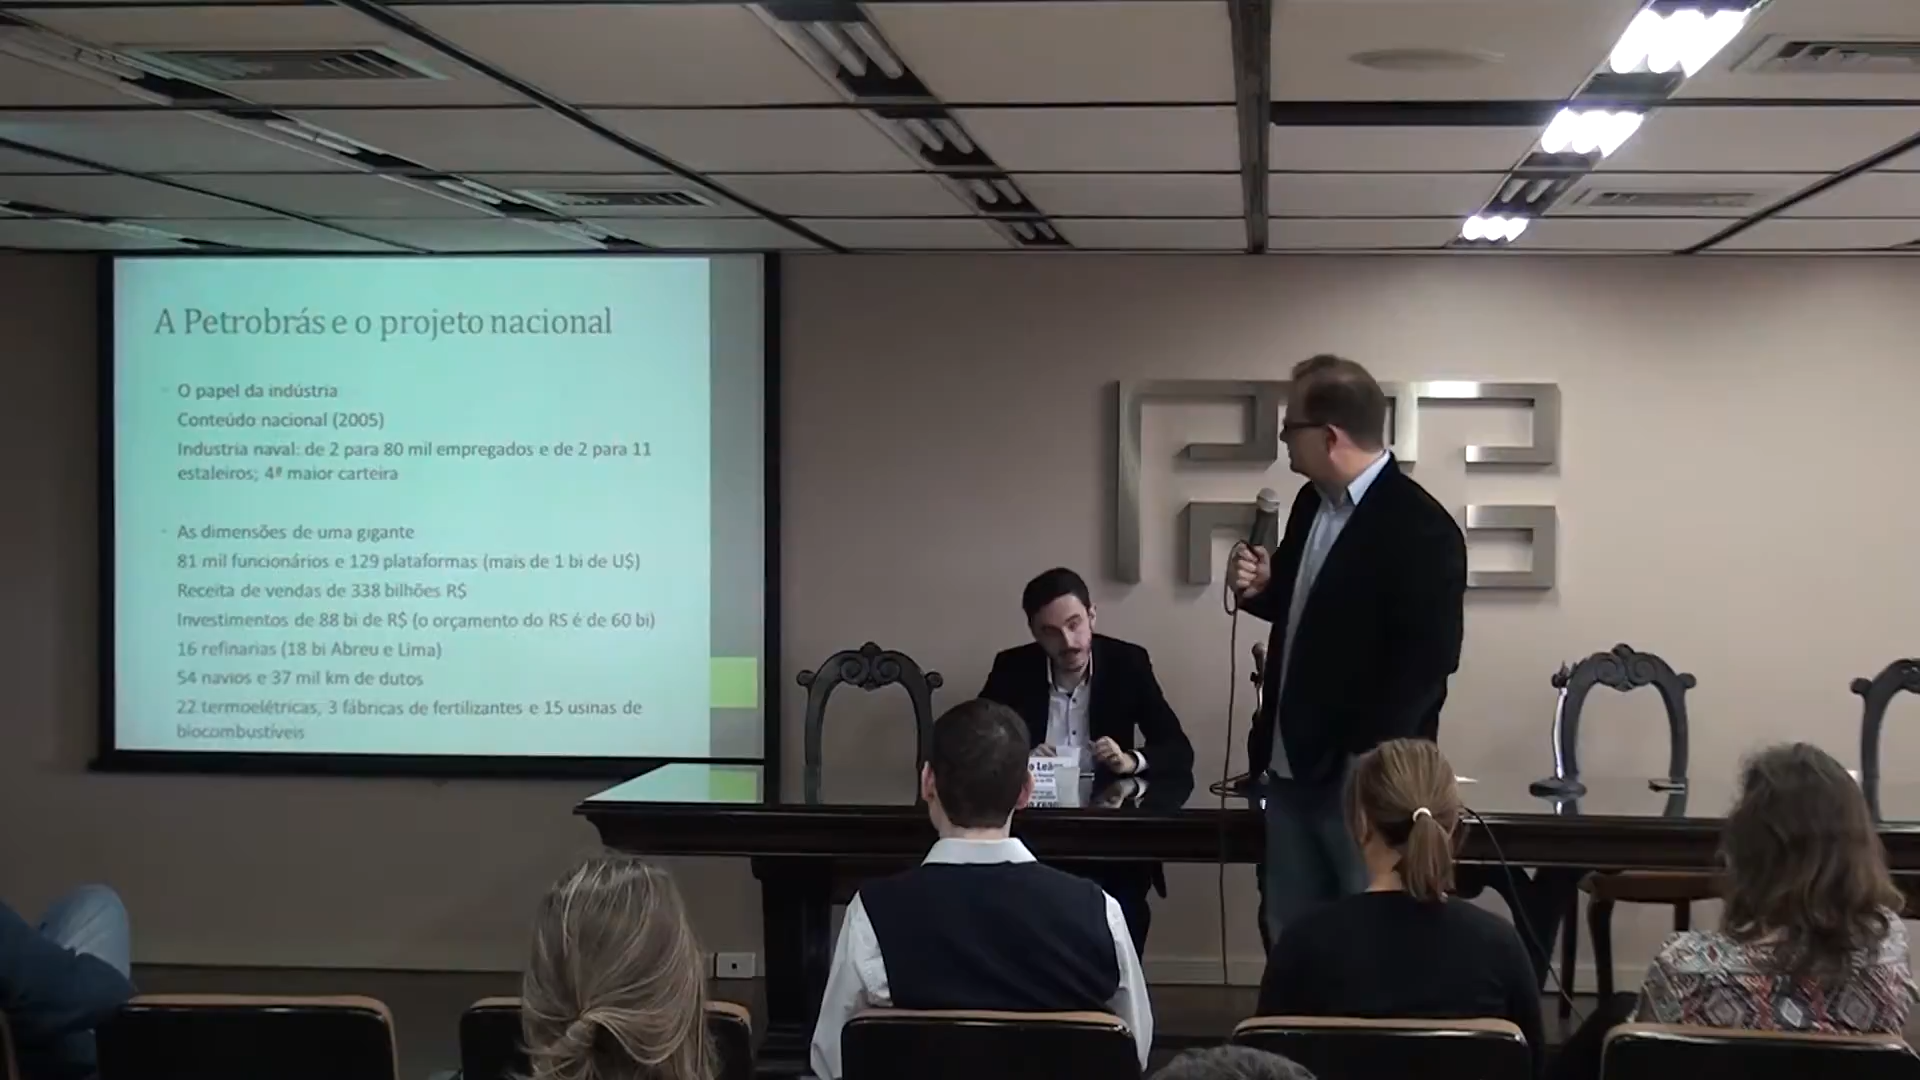 A Petrobrás e o projeto nacional
O papel da indústria
Conteúdo nacional (2005)
Industria naval: de 2 para 80 mil empregados e de 2 para 11
estaleiros; 4ª maior carteira
As dimensões de uma gigante
81 mil funcionários e 129 plataformas (mais de 1 bi de U$)
Receita de vendas de 338 bilhões R$
Investimentos de 88 bi de R$ (o orçamento do RS é de 60 bi)
16 refinarias (18 bi Abreu e Lima)
54 navios e 37 mil km de dutos
22 termoelétricas, 3 fábricas de fertilizantes e 15 usinas de
biocombustíveis